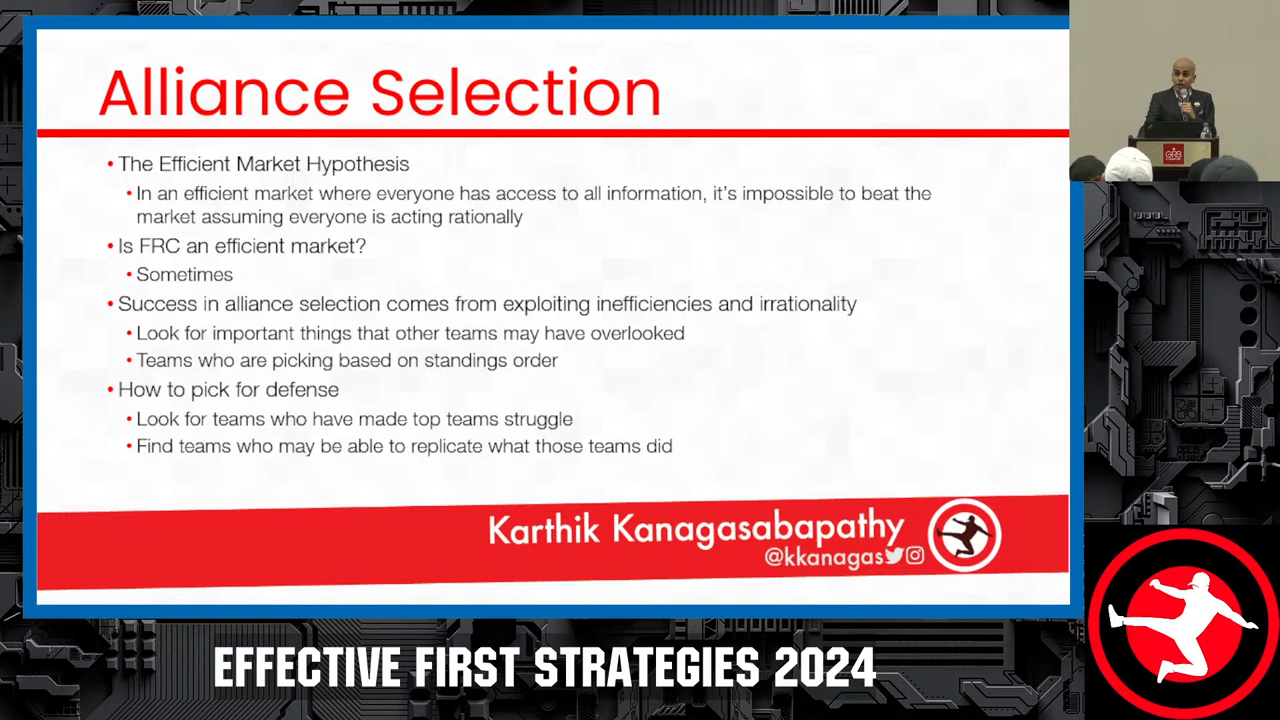 Alliance Selection
• The Efficient Market Hypothesis
• In an efficient market where everyone has access to all information, it's impossible to beat the
market assuming everyone is acting rationally
• Is FRC an efficient market?
• Sometimes
• Success in alliance selection comes from exploiting inefficiencies and irrationality
• Look for important things that other teams may have overlooked
• Teams who are picking based on standings order
• How to pick for defense
• Look for teams who have made top teams struggle
• Find teams who may be able to replicate what those teams did
Karthik Kanagasabapathy
@kkanagas
EFFECTIVE FIRST STRATEGIES 2024